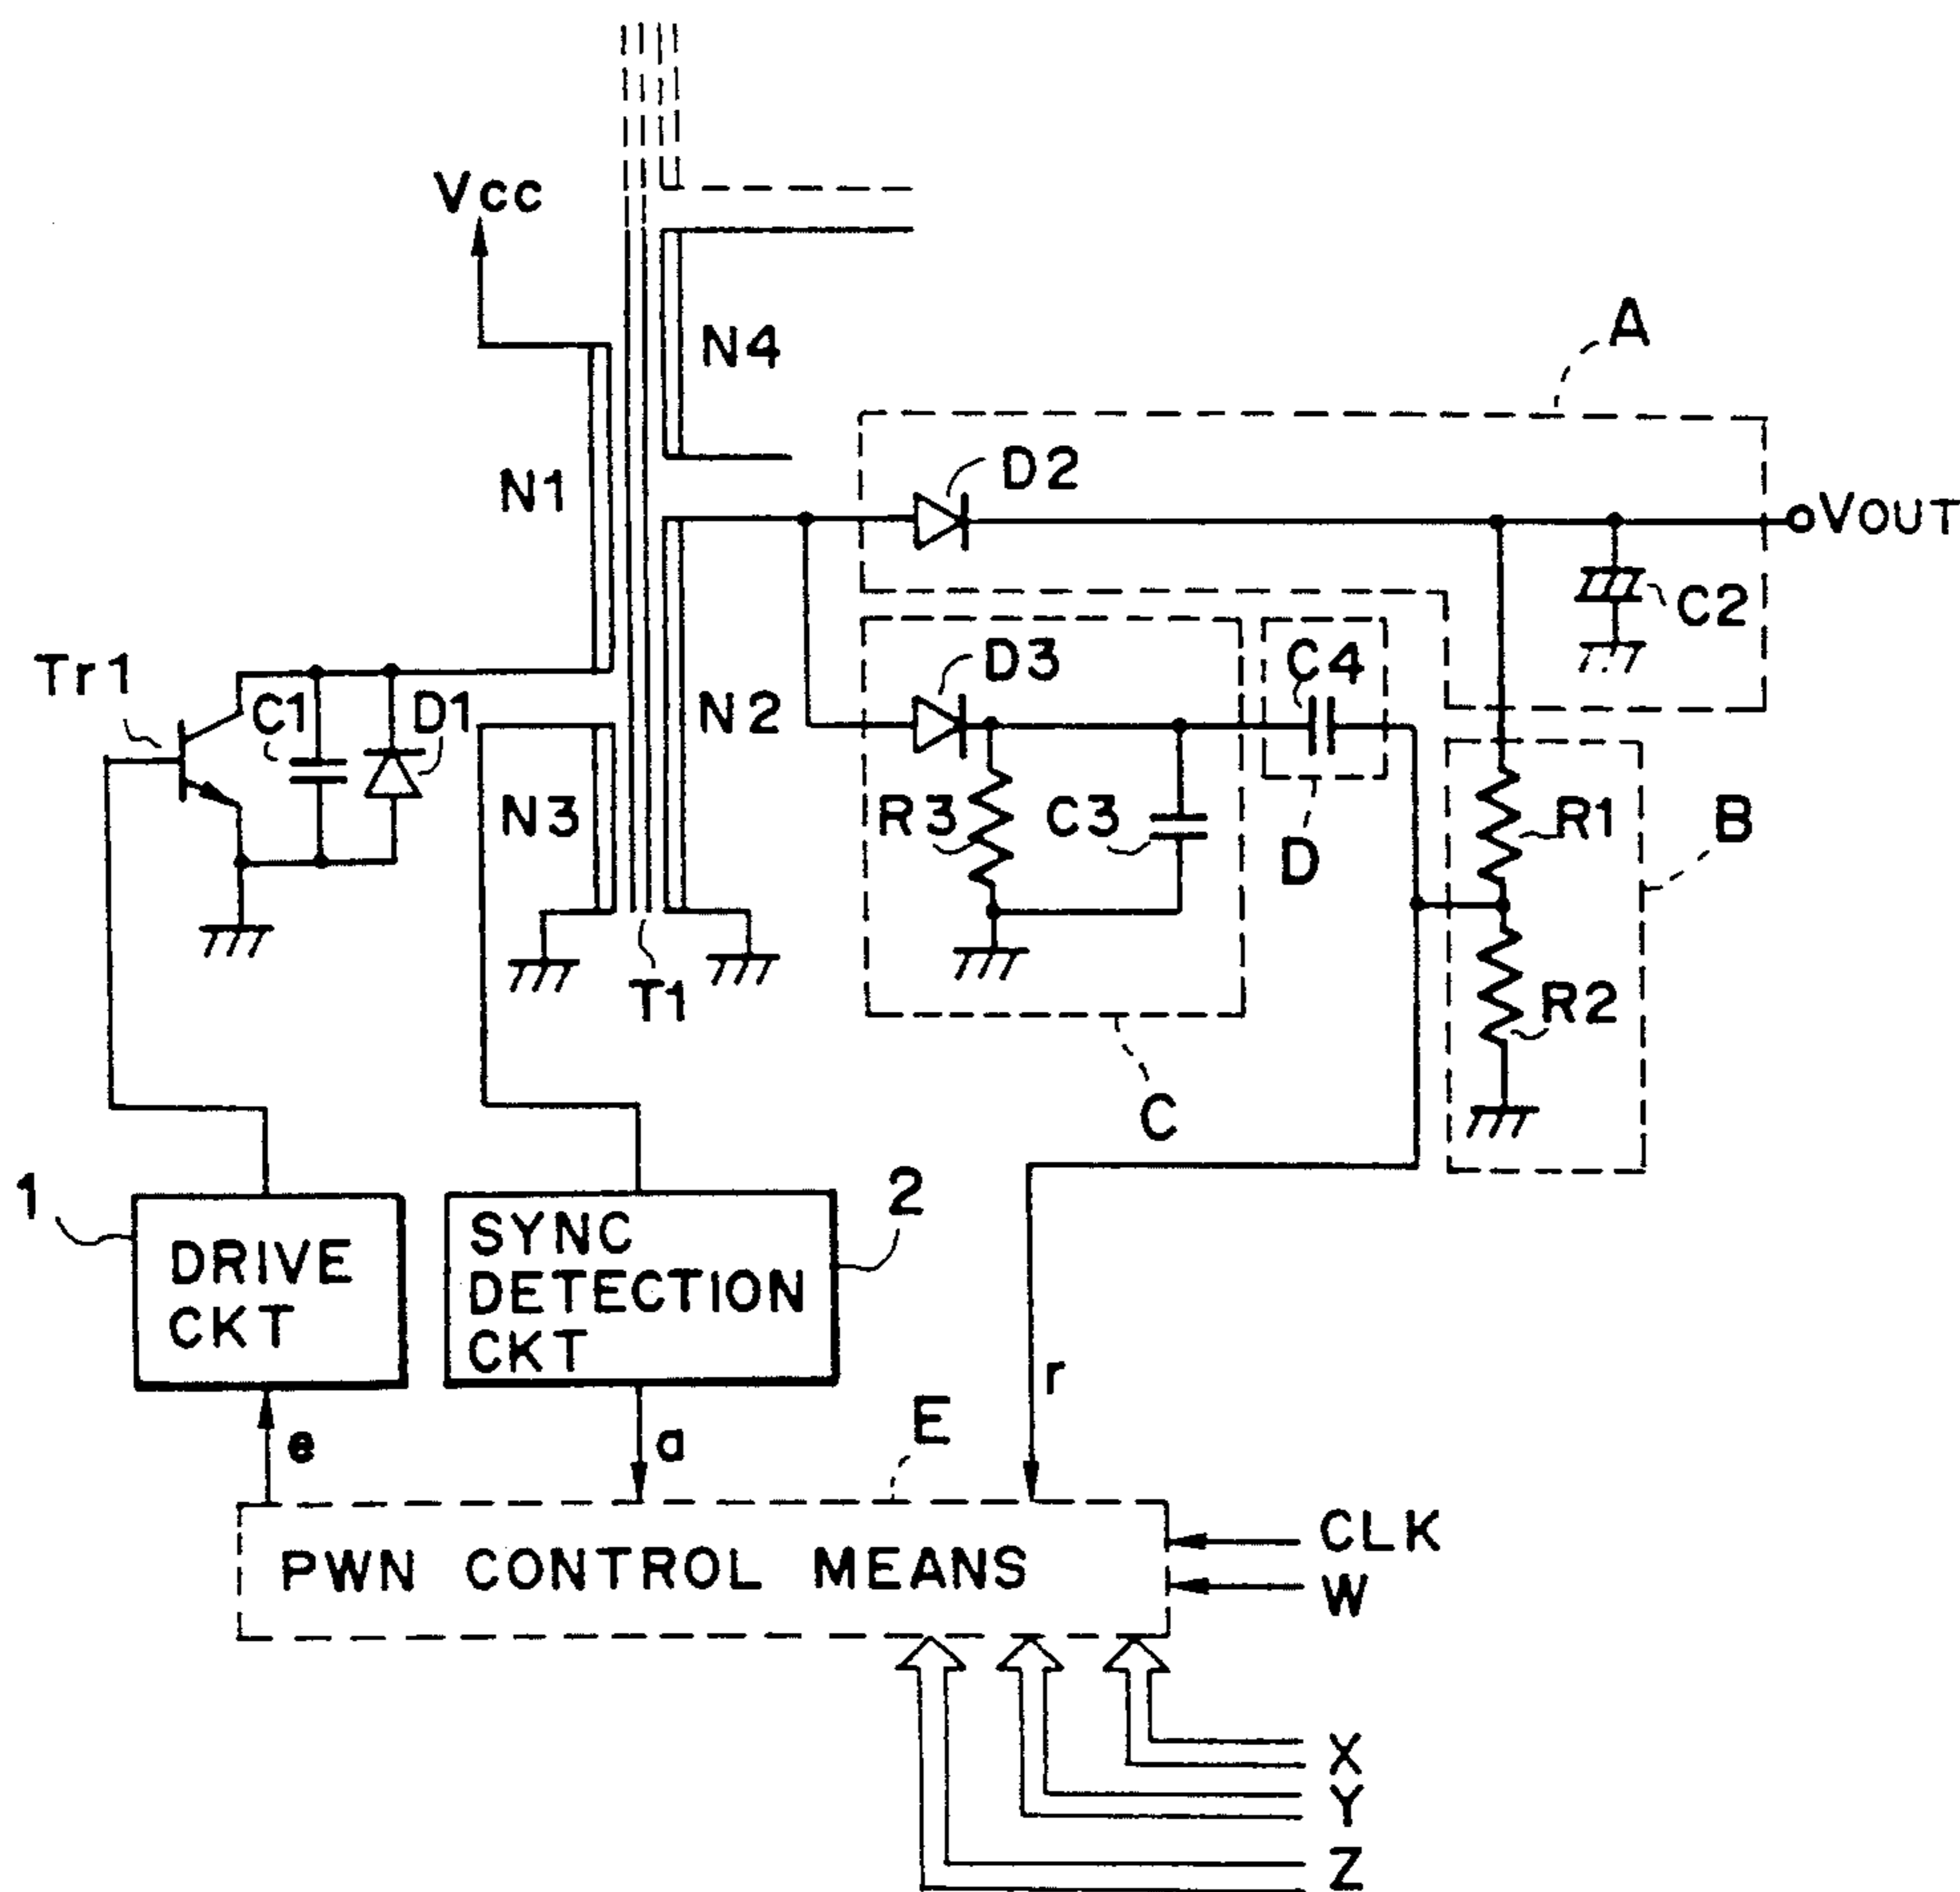 Vcc
N4
A
D2
N1
VOUT
C2
D3
C4
Tr1
C1
D1
N2
N3
R3
C3
D
R1
B
T1
R2
C
1
2
DRIVE
CKT
SYNC
DETECTION
CKT
r
e
a
E
PWN CONTROL MEANS
CLK
W
X
Y
Z